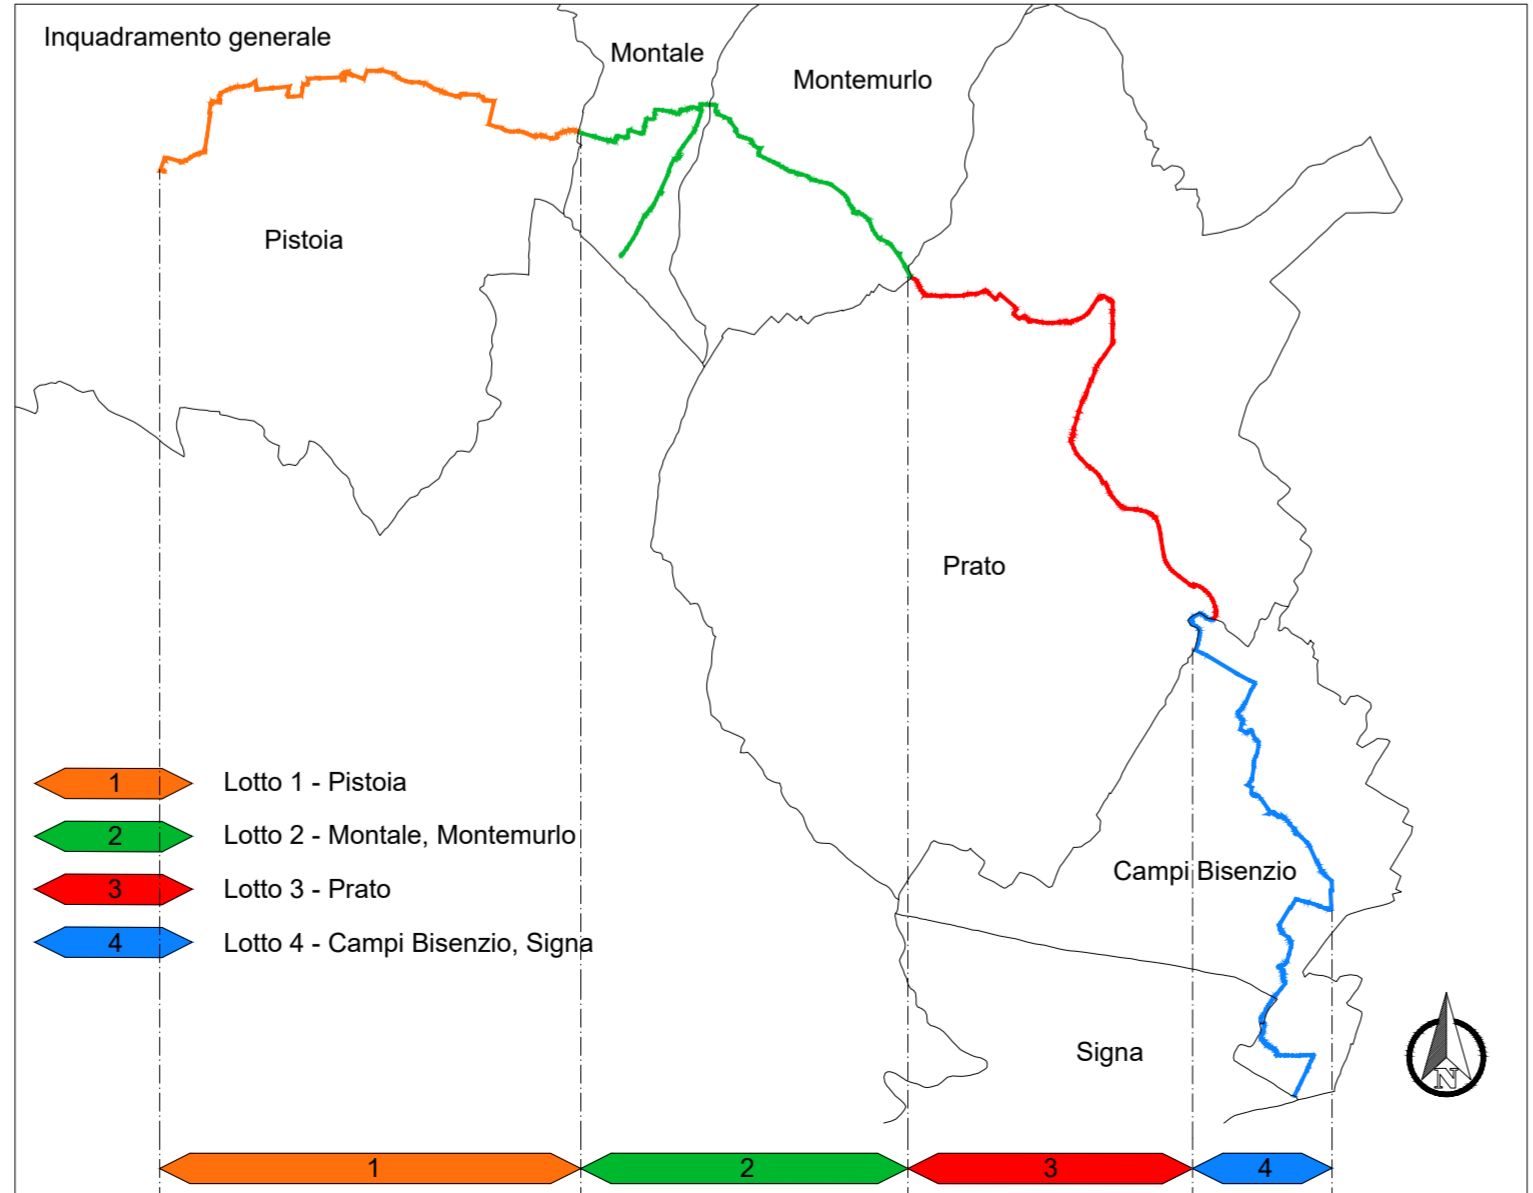 Inquadramento generale
Montale
Montemurlo
Pistoia
Prato
1 Lotto 1 - Pistoia
2 Lotto 2 - Montale, Montemurlo
3 Lotto 3 - Prato
4 Lotto 4 - Campi Bisenzio, Signa
Campi Bisenzio
Signa
N
1 2 3 4